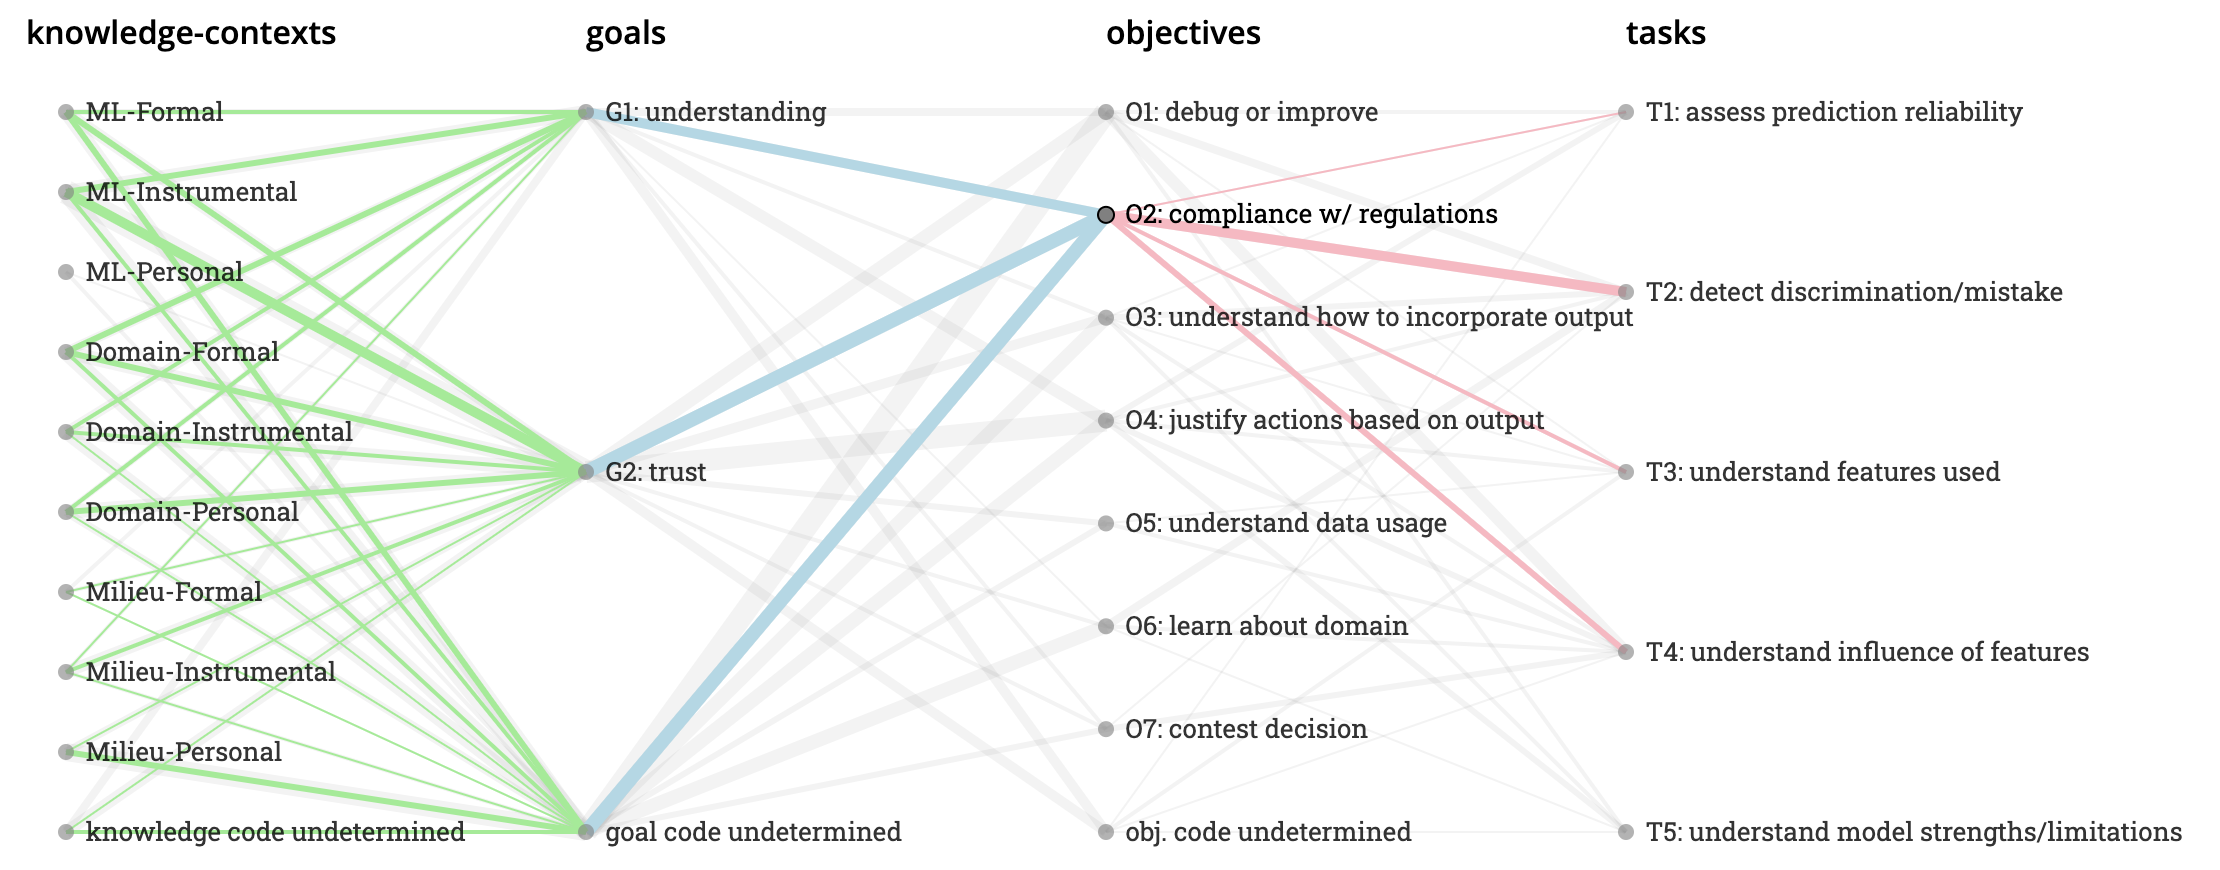 knowledge-contexts
ML-Formal
ML-Instrumental
ML-Personal
Domain-Formal
Domain-Instrumental
Domain-Personal
Milieu-Formal
Milieu-Instrumental
Milieu-Personal
knowledge code undetermined
goals
G1: understanding
G2: trust
goal code undetermined
objectives
O1: debug or improve
O2: compliance w/ regulations
O3: understand how to incorporate output
O4: justify actions based on output
O5: understand data usage
O6: learn about domain
O7: contest decision
obj. code undetermined
tasks
T1: assess prediction reliability
T2: detect discrimination/mistake
T3: understand features used
T4: understand influence of features
T5: understand model strengths/limitations